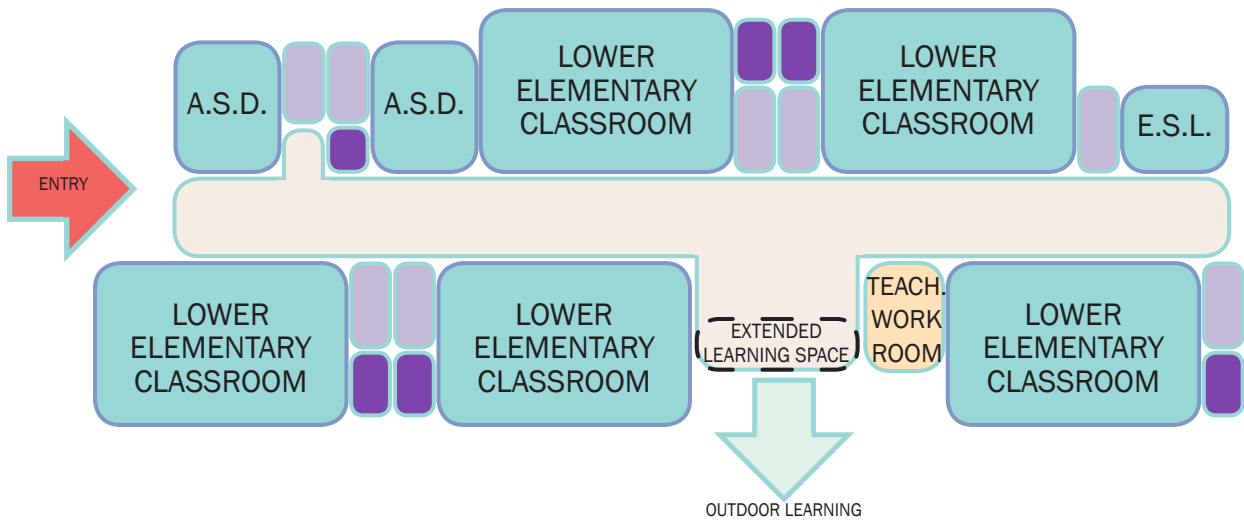 A.S.D.
A.S.D.
LOWER
ELEMENTARY
CLASSROOM
LOWER
ELEMENTARY
CLASSROOM
E.S.L.
ENTRY
LOWER
ELEMENTARY
CLASSROOM
LOWER
ELEMENTARY
CLASSROOM
EXTENDED
LEARNING SPACE
TEACH.
WORK
ROOM
LOWER
ELEMENTARY
CLASSROOM
OUTDOOR LEARNING